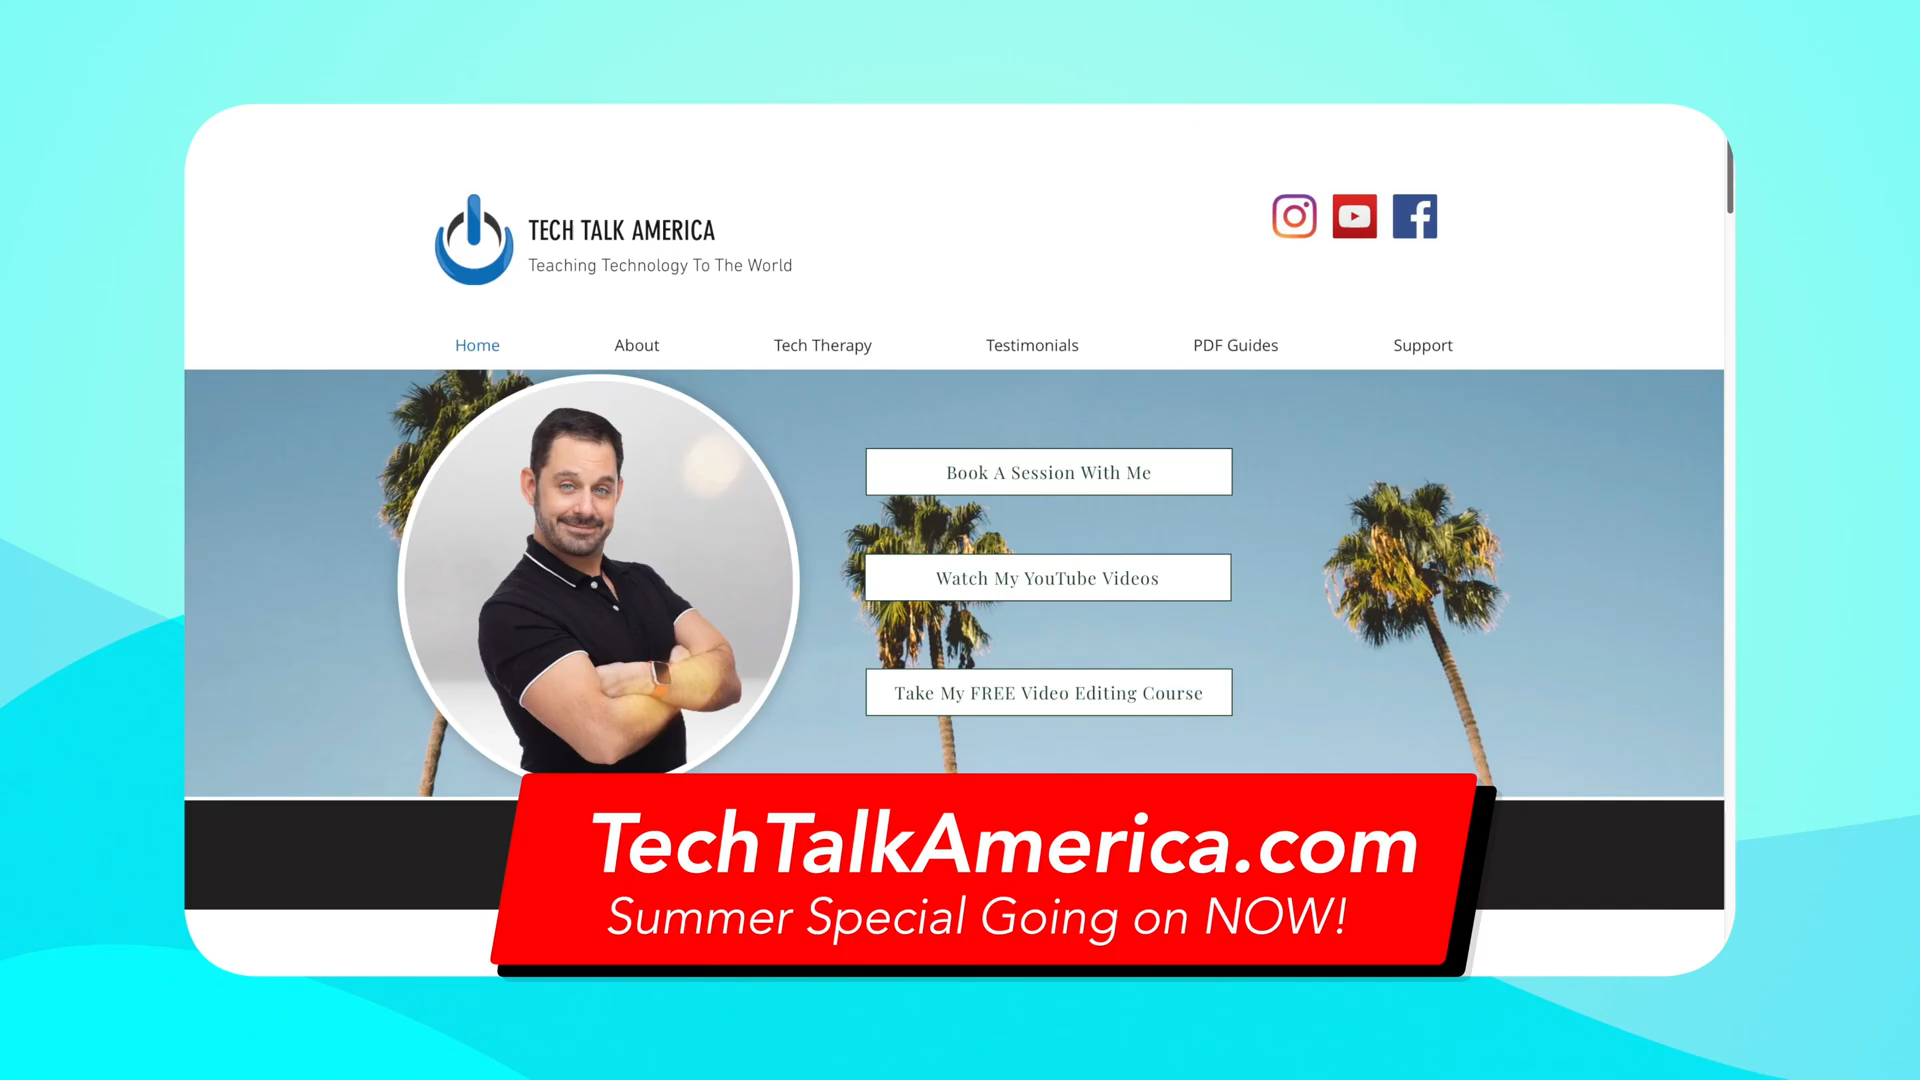 TECH TALK AMERICA
Teaching Technology To The World
Home About Tech Therapy Testimonials PDF Guides Support
Book A Session With Me
Watch My YouTube Videos
Take My FREE Video Editing Course
TechTalkAmerica.com
Summer Special Going on NOW!